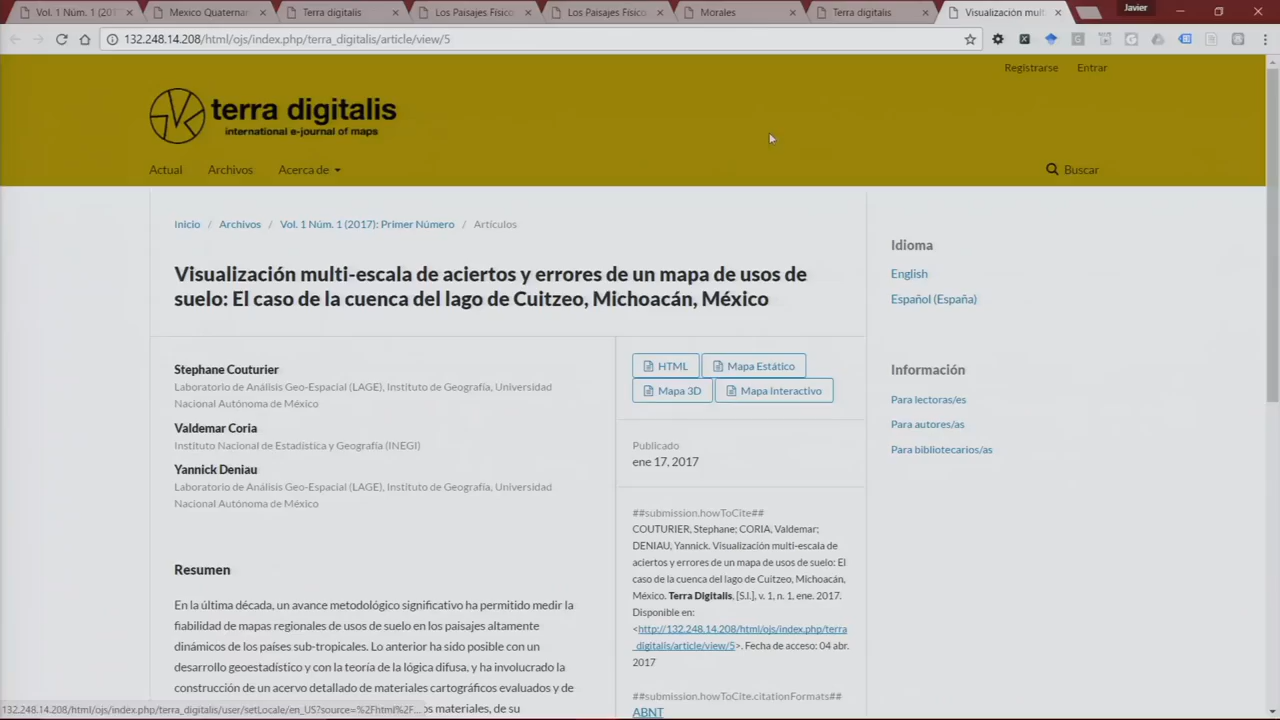 Vol. 1 Núm. 1 (201
Mexico Quaternar
Terra digitalis
Los Paisajes Físico
Los Paisajes Físico
Morales
Terra digitalis
Visualización mult
Javier
132.248.14.208/html/ojs/index.php/terra_digitalis/article/view/5
Registrarse Entrar
terra digitalis
international e-journal of maps
Actual Archivos Acerca de
Buscar
Inicio / Archivos / Vol. 1 Núm. 1 (2017): Primer Número / Artículos
Visualización multi-escala de aciertos y errores de un mapa de usos de
suelo: El caso de la cuenca del lago de Cuitzeo, Michoacán, México
Stephane Couturier
Laboratorio de Análisis Geo-Espacial (LAGE), Instituto de Geografía, Universidad
Nacional Autónoma de México
Valdemar Coria
Instituto Nacional de Estadística y Geografía (INEGI)
Yannick Deniau
Laboratorio de Análisis Geo-Espacial (LAGE), Instituto de Geografía, Universidad
Nacional Autónoma de México
Resumen
En la última década, un avance metodológico significativo ha permitido medir la
fiabilidad de mapas regionales de usos de suelo en los paisajes altamente
dinámicos de los países sub-tropicales. Lo anterior ha sido posible con un
desarrollo geoestadístico y con la teoría de la lógica difusa, y ha involucrado la
construcción de un acervo detallado de materiales cartográficos evaluados y de
os materiales, de su
HTML Mapa Estático
Mapa 3D Mapa Interactivo
Publicado
ene 17, 2017
##submission.howToCite##
COUTURIER, Stephane; CORIA, Valdemar;
DENIAU, Yannick. Visualización multi-escala de
aciertos y errores de un mapa de usos de suelo: El
caso de la cuenca del lago de Cuitzeo, Michoacán,
México. Terra Digitalis, [S.l.], v. 1, n. 1, ene. 2017.
Disponible en:
<http://132.248.14.208/html/ojs/index.php/terra
_digitalis/article/view/5>. Fecha de acceso: 04 abr.
2017
##submission.howToCite.citationFormats##
ABNT
Idioma
English
Español (España)
Información
Para lectoras/es
Para autores/as
Para bibliotecarios/as
132.248.14.208/html/ojs/index.php/terra_digitalis/user/setLocale/en_US?source=%2Fhtml%2F...